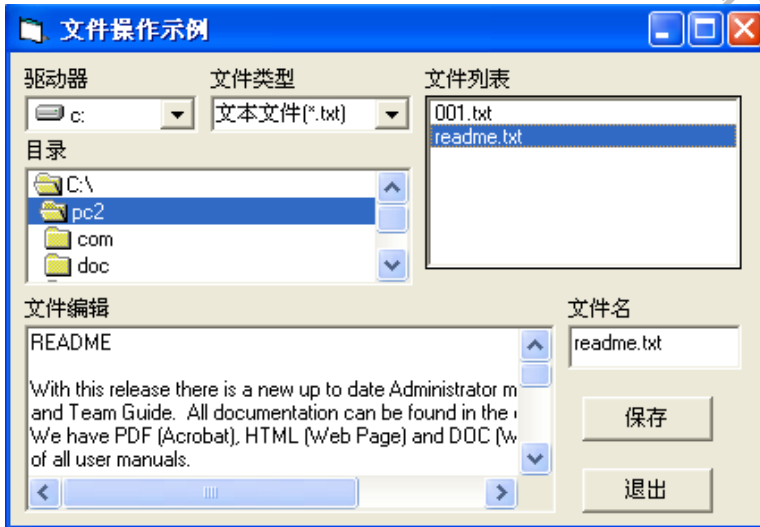 文件操作示例
驱动器
文件类型
文件列表
c:
文本文件(*.txt)
001.txt
readme.txt
目录
C:\
pc2
com
doc
文件编辑
文件名
README
readme.txt
With this release there is a new up to date Administrator m
and Team Guide.  All documentation can be found in the
We have PDF (Acrobat), HTML (Web Page) and DOC (W
of all user manuals.
保存
退出